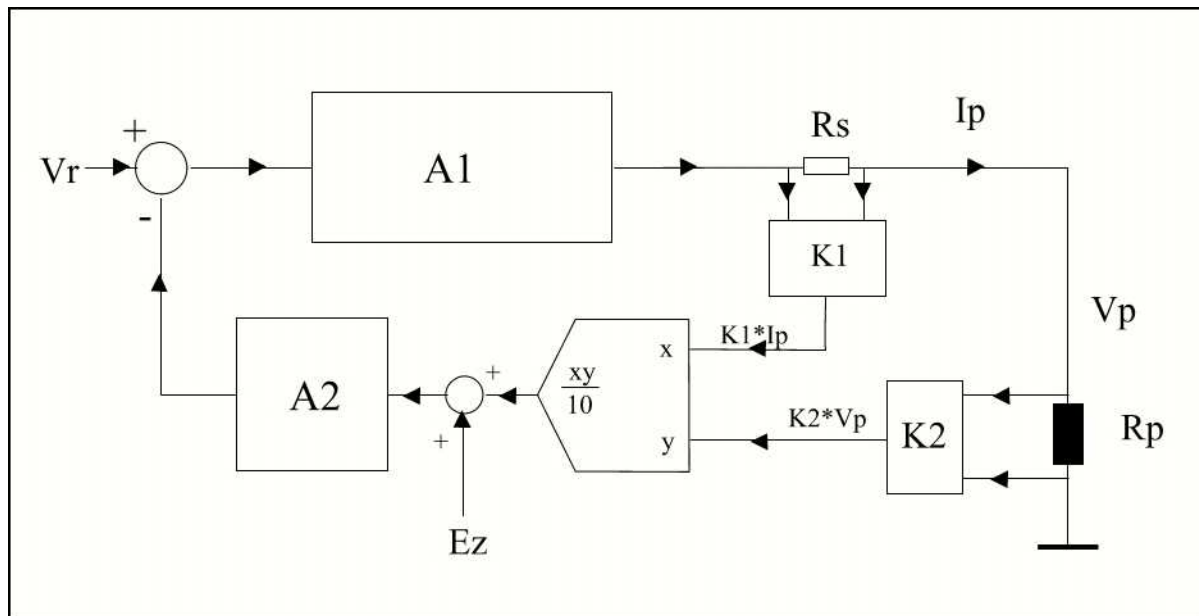 Ip
Rs
+
Vr
A1
-
K1
Vp
K1*Ip
x
xy
10
+
A2
K2*Vp
K2
Rp
y
+
Ez